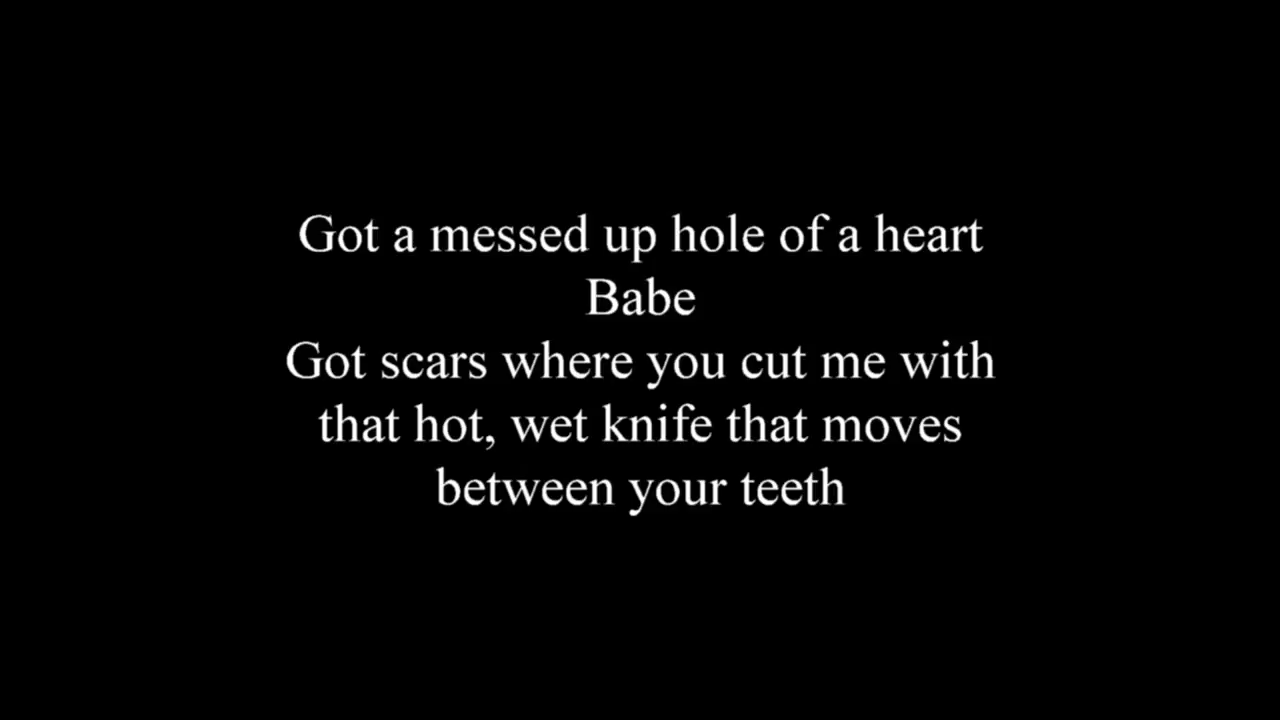 Got a messed up hole of a heart
Babe
Got scars where you cut me with
that hot, wet knife that moves
between your teeth